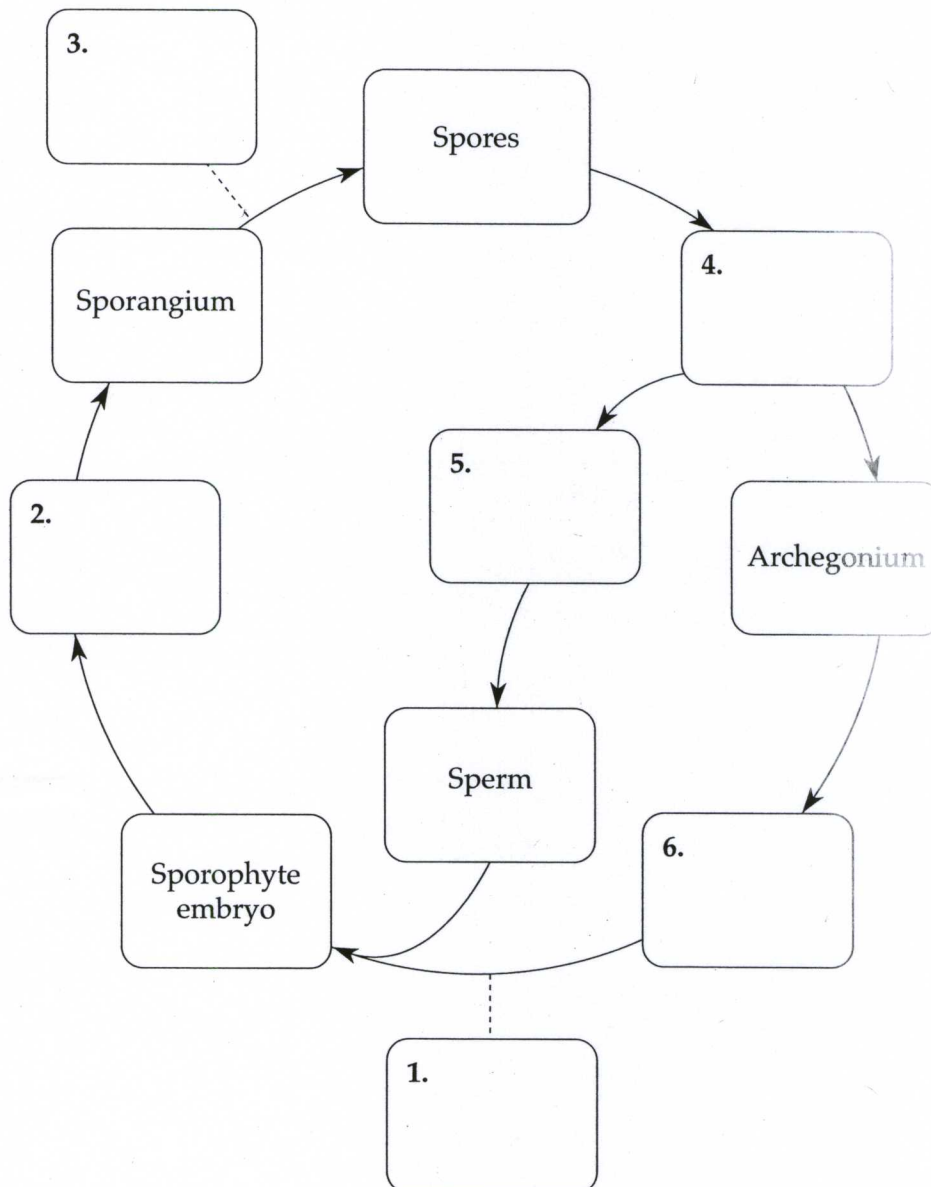 3.
Spores
Sporangium
4.
5.
2.
Archegonium
Sperm
Sporophyte
embryo
6.
1.